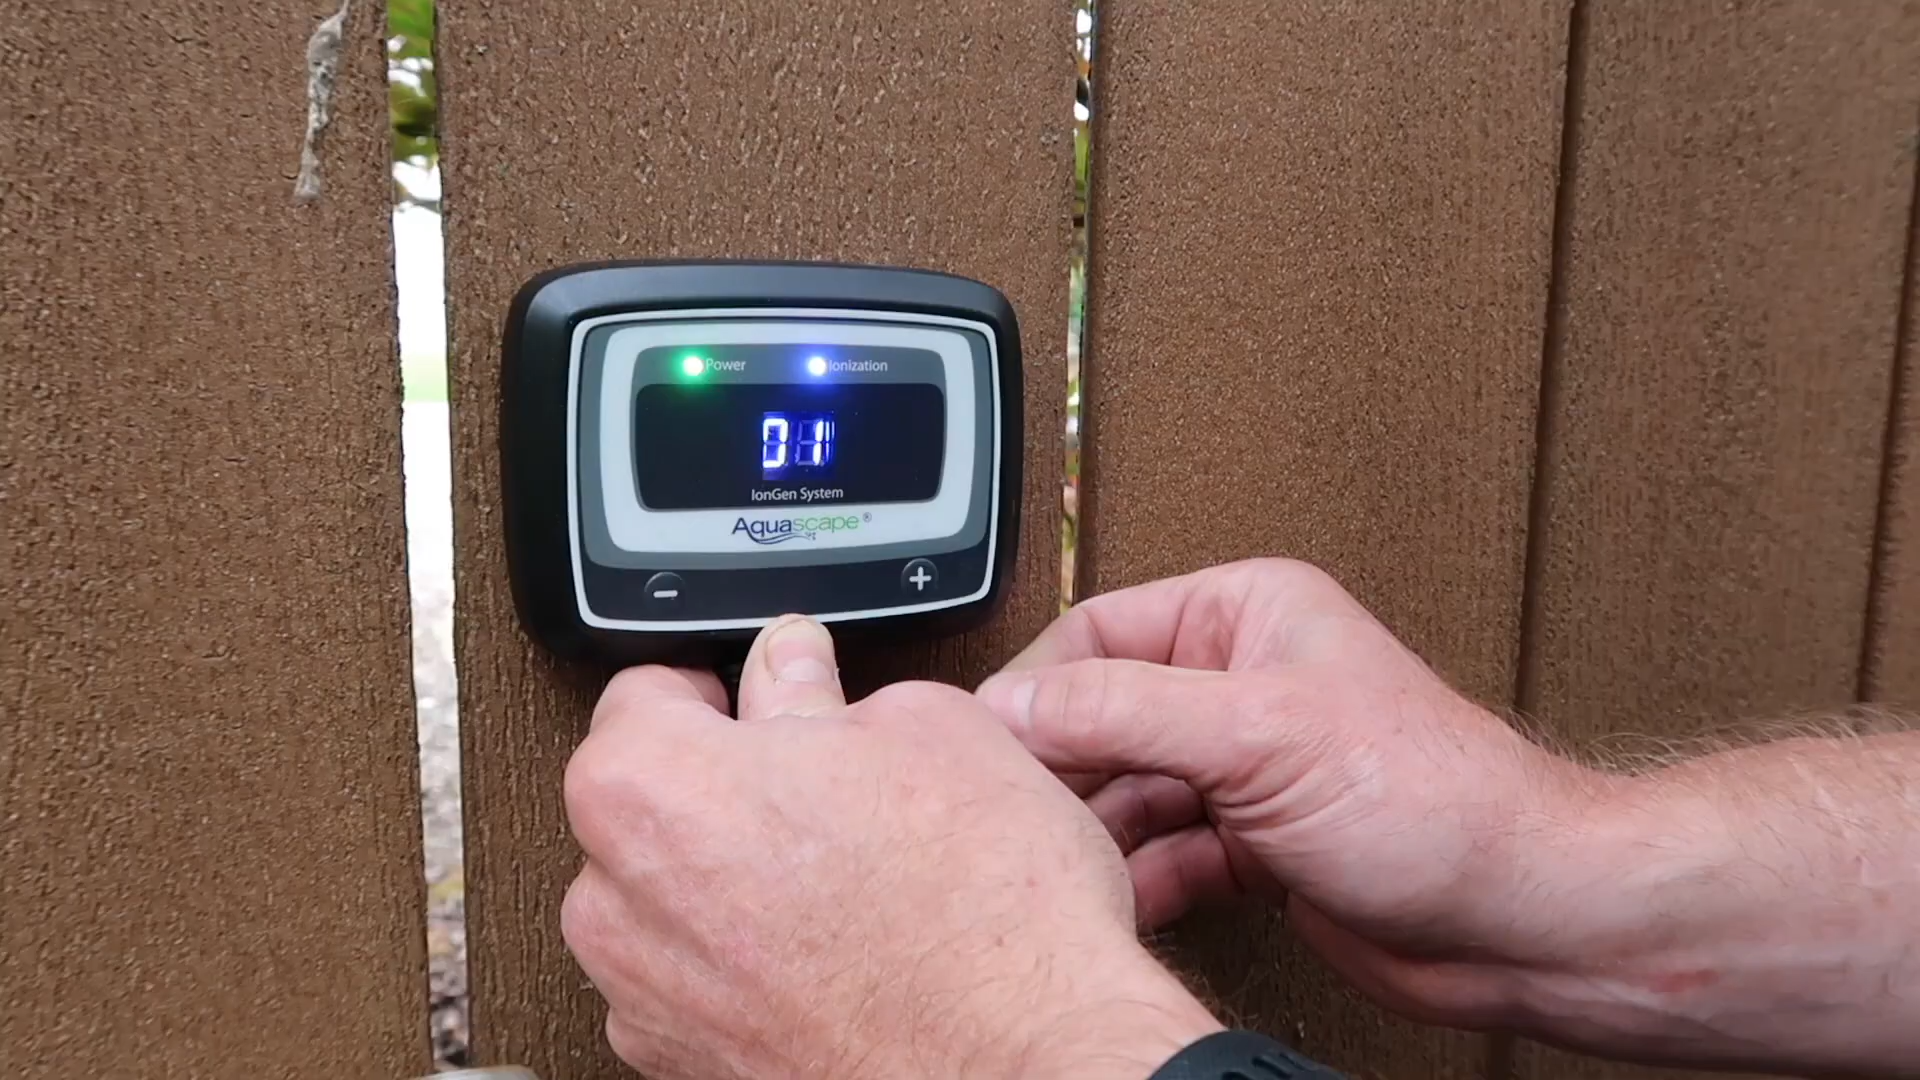 Power Ionization
01
IonGen System
Aquascape®
- +